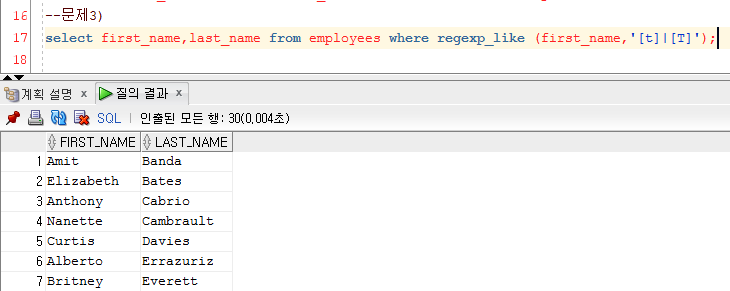 16 --문제3)
17 select first_name,last_name from employees where regexp_like (first_name,'[t]|[T]');
18
계획 설명 x 질의 결과 x
SQL | 인출된 모든 행: 30(0,004초)
FIRST_NAME LAST_NAME
1 Amit Banda
2 Elizabeth Bates
3 Anthony Cabrio
4 Nanette Cambrault
5 Curtis Davies
6 Alberto Errazuriz
7 Britney Everett